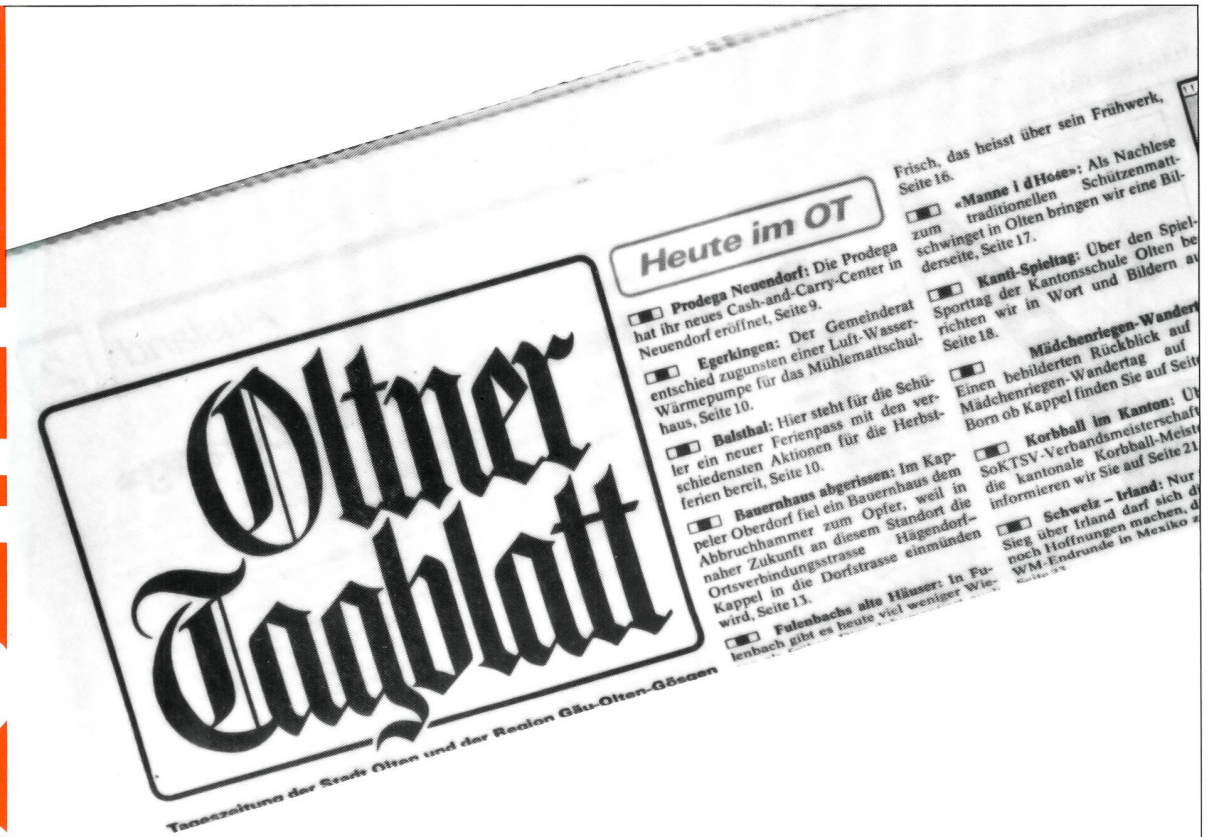 Oltner
Tagblatt
Tageszeitung der Stadt Olten und der Region Gäu-Olten-Gösgen
Heute im OT
Prodega Neuendorf: Die Prodega
hat ihr neues Cash-and-Carry-Center in
Neuendorf eröffnet, Seite 9.
Egerkingen: Der Gemeinderat
entschied zugunsten einer Luft-Wasser-
Wärmepumpe für das Mühlemattschul-
haus, Seite 10.
Balsthal: Hier steht für die Schü-
ler ein neuer Ferienpass mit den ver-
schiedensten Aktionen für die Herbst-
ferien bereit, Seite 10.
Bauernhaus abgerissen: Im Kap-
peler Oberdorf fiel ein Bauernhaus dem
Abbruchhammer zum Opfer, weil in
naher Zukunft an diesem Standort die
Ortsverbindungsstrasse Hägendorf–
Kappel in die Dorfstrasse einmünden
wird, Seite 13.
Fulenbachs alte Häuser: In Fu-
lenbach gibt es heute viel weniger Wie-
Frisch, das heisst über sein Frühwerk,
Seite 16.
«Manne i d Hose»: Als Nachlese
zum traditionellen Schützenmatt-
schwinget in Olten bringen wir eine Bil-
derseite, Seite 17.
Kanti-Spieltag: Über den Spiel-
Sporttag der Kantonsschule Olten be
richten wir in Wort und Bildern au
Seite 18.
Mädchenriegen-Wandert
Einen bebilderten Rückblick auf
Mädchenriegen-Wandertag auf
Born ob Kappel finden Sie auf Seite
Korbball im Kanton: Üb
SoKTSV-Verbandsmeisterschaft
die kantonale Korbball-Meist
informieren wir Sie auf Seite 21
Schweiz – Irland: Nur
Sieg über Irland darf sich di
noch Hoffnungen machen, d
WM-Endrunde in Mexiko z
Seite 23